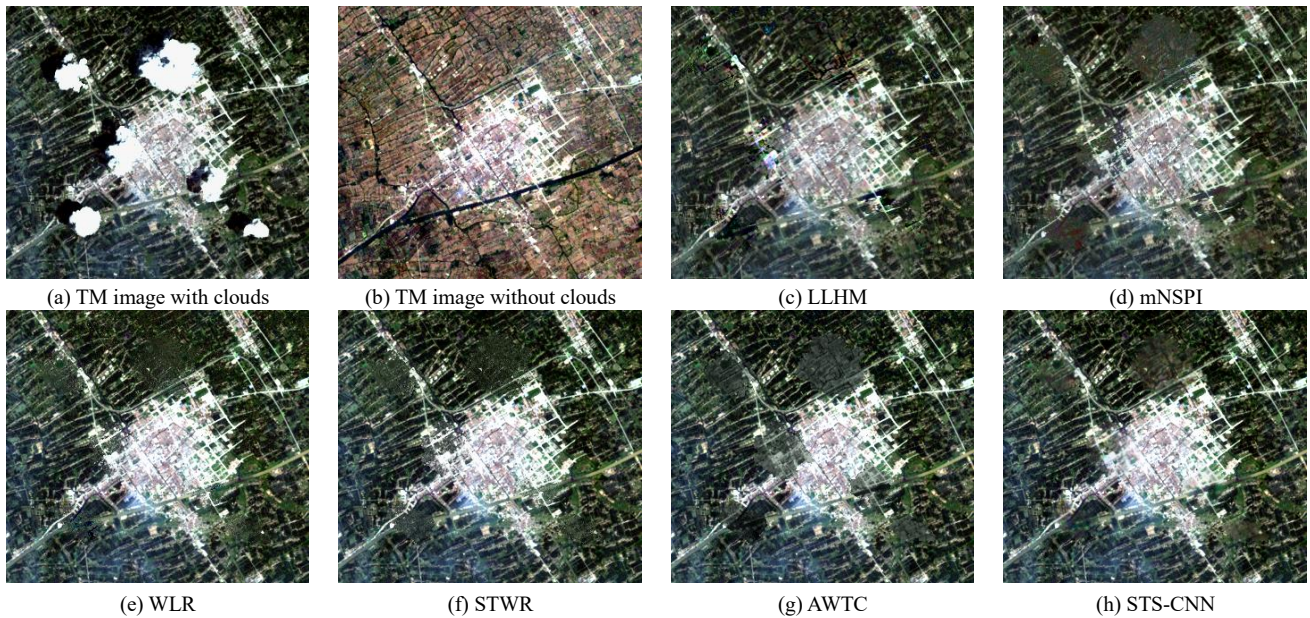 (a) TM image with clouds
(b) TM image without clouds
(c) LLHM
(d) mNSPI
(e) WLR
(f) STWR
(g) AWTC
(h) STS-CNN